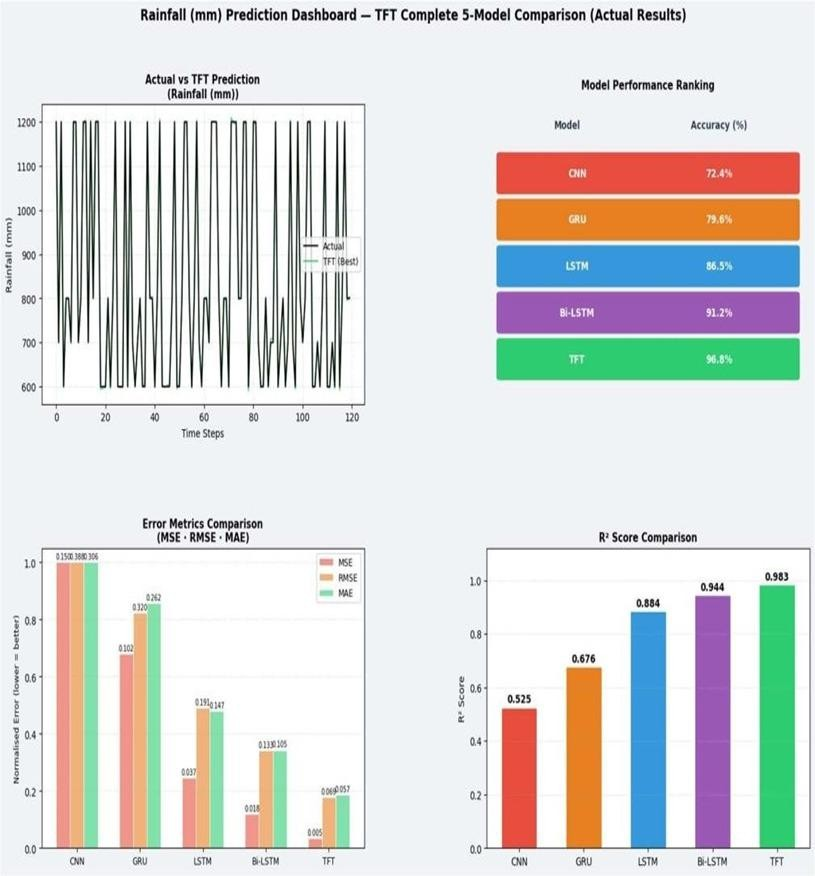 Rainfall (mm) Prediction Dashboard — TFT Complete 5-Model Comparison (Actual Results)
Actual vs TFT Prediction
(Rainfall (mm))
Rainfall (mm)
1200
1100
1000
900
800
700
600
Actual
TFT (Best)
0 20 40 60 80 100 120
Time Steps
Model Performance Ranking
Model Accuracy (%)
CNN 72.4%
GRU 79.6%
LSTM 86.5%
Bi-LSTM 91.2%
TFT 96.8%
Error Metrics Comparison
(MSE · RMSE · MAE)
Normalised Error (lower = better)
1.0
0.8
0.6
0.4
0.2
0.0
MSE
RMSE
MAE
0.150 0.388 0.306
0.102 0.320 0.262
0.037 0.191 0.147
0.018 0.133 0.105
0.005 0.069 0.057
CNN GRU LSTM Bi-LSTM TFT
R² Score Comparison
R² Score
1.0
0.8
0.6
0.4
0.2
0.0
0.525 0.676 0.884 0.944 0.983
CNN GRU LSTM Bi-LSTM TFT